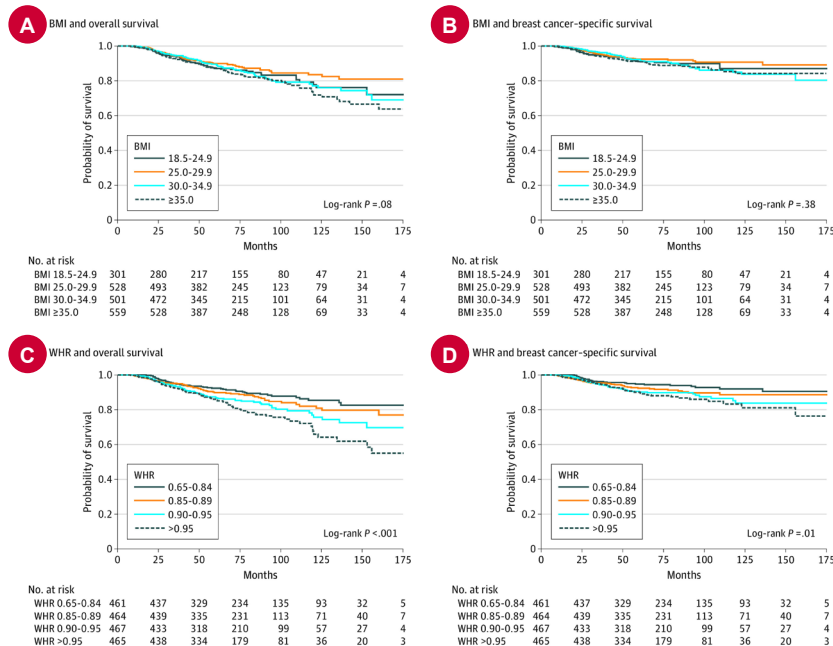 A BMI and overall survival
1.0
0.8
0.6
0.4
0.2
0
Probability of survival
BMI
18.5-24.9
25.0-29.9
30.0-34.9
≥35.0
Log-rank P =.08
0 25 50 75 100 125 150 175
Months
No. at risk
BMI 18.5-24.9 301 280 217 155 80 47 21 4
BMI 25.0-29.9 528 493 382 245 123 79 34 7
BMI 30.0-34.9 501 472 345 215 101 64 31 4
BMI ≥35.0 559 528 387 248 128 69 33 4
B BMI and breast cancer-specific survival
1.0
0.8
0.6
0.4
0.2
0
Probability of survival
BMI
18.5-24.9
25.0-29.9
30.0-34.9
≥35.0
Log-rank P =.38
0 25 50 75 100 125 150 175
Months
No. at risk
BMI 18.5-24.9 301 280 217 155 80 47 21 4
BMI 25.0-29.9 528 493 382 245 123 79 34 7
BMI 30.0-34.9 501 472 345 215 101 64 31 4
BMI ≥35.0 559 528 387 248 128 69 33 4
C WHR and overall survival
1.0
0.8
0.6
0.4
0.2
0
Probability of survival
WHR
0.65-0.84
0.85-0.89
0.90-0.95
>0.95
Log-rank P <.001
0 25 50 75 100 125 150 175
Months
No. at risk
WHR 0.65-0.84 461 437 329 234 135 93 32 5
WHR 0.85-0.89 464 439 335 231 113 71 40 7
WHR 0.90-0.95 467 433 318 210 99 57 27 4
WHR >0.95 465 438 334 179 81 36 20 3
D WHR and breast cancer-specific survival
1.0
0.8
0.6
0.4
0.2
0
Probability of survival
WHR
0.65-0.84
0.85-0.89
0.90-0.95
>0.95
Log-rank P =.01
0 25 50 75 100 125 150 175
Months
No. at risk
WHR 0.65-0.84 461 437 329 234 135 93 32 5
WHR 0.85-0.89 464 439 335 231 113 71 40 7
WHR 0.90-0.95 467 433 318 210 99 57 27 4
WHR >0.95 465 438 334 179 81 36 20 3